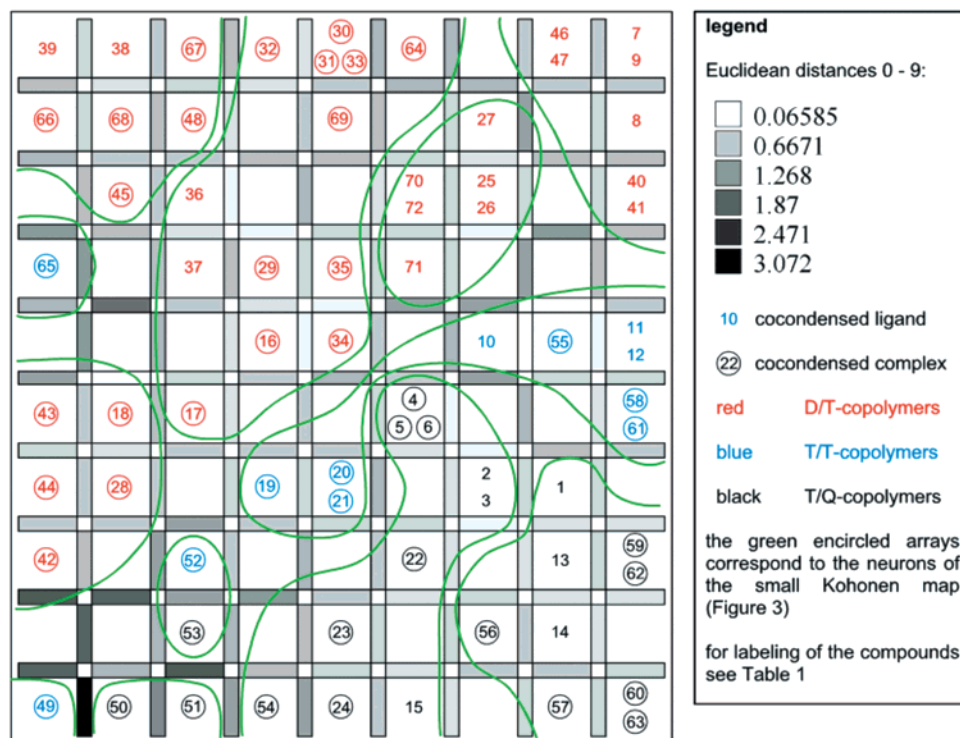 39 38 67 32 30 64 46 7
31 33 47 9
66 68 48 69 27 8
45 36 70 25 40
72 26 41
65 37 29 35 71
16 34 10 55 11
12
43 18 17 4 58
5 6 61
44 28 19 20 2 1
21 3
42 52 22 13 59
62
53 23 56 14
49 50 51 54 24 15 57 60
63
legend
Euclidean distances 0 - 9:
0.06585
0.6671
1.268
1.87
2.471
3.072
10 cocondensed ligand
22 cocondensed complex
red D/T-copolymers
blue T/T-copolymers
black T/Q-copolymers
the green encircled arrays
correspond to the neurons of
the small Kohonen map
(Figure 3)
for labeling of the compounds
see Table 1